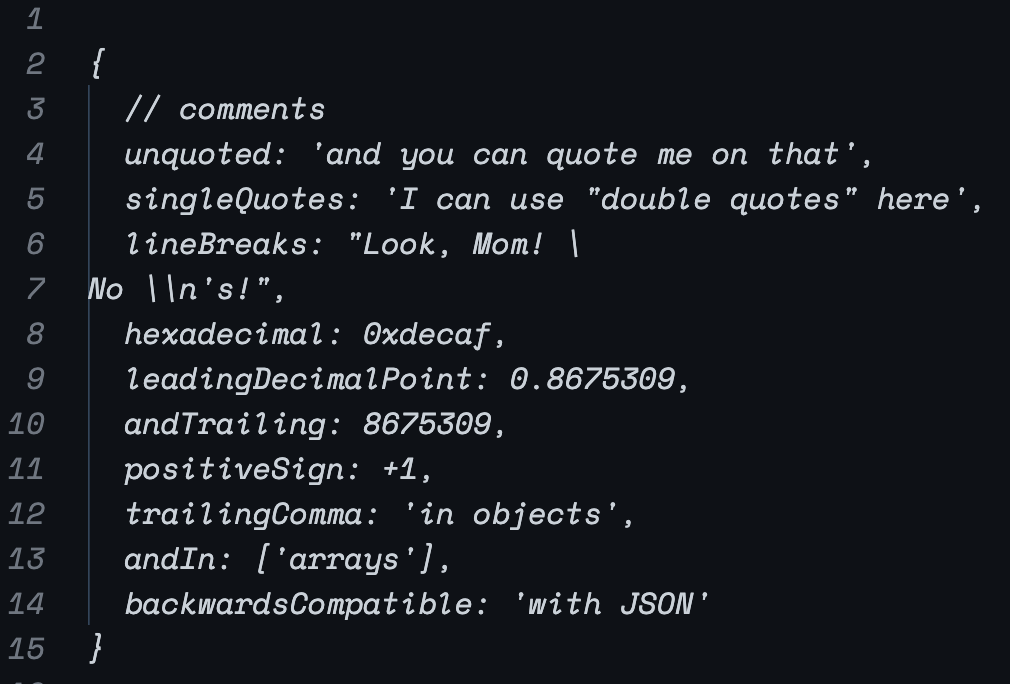 1
2 {
3 // comments
4 unquoted: 'and you can quote me on that',
5 singleQuotes: 'I can use "double quotes" here',
6 lineBreaks: "Look, Mom! \
7 No \\n's!",
8 hexadecimal: 0xdecaf,
9 leadingDecimalPoint: 0.8675309,
10 andTrailing: 8675309,
11 positiveSign: +1,
12 trailingComma: 'in objects',
13 andIn: ['arrays'],
14 backwardsCompatible: 'with JSON'
15 }